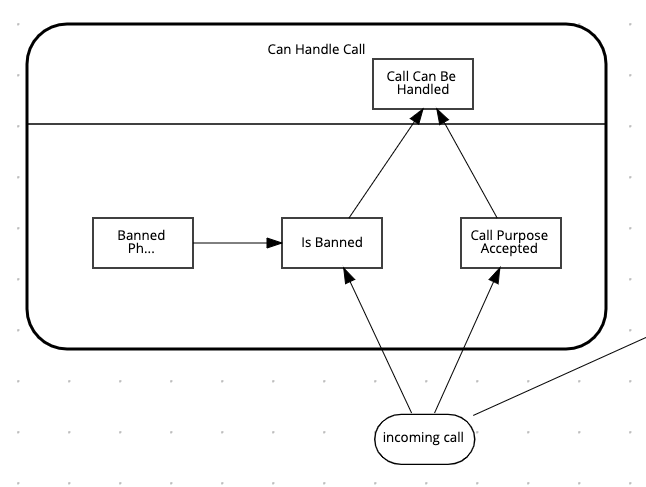 Can Handle Call
Call Can Be
Handled
Banned
Ph...
Is Banned
Call Purpose
Accepted
incoming call